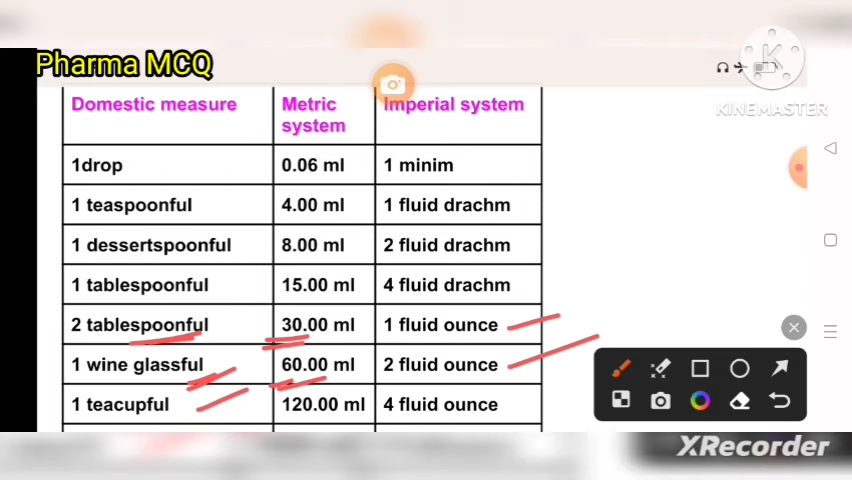 Pharma MCQ
K
KINEMASTER
Domestic measure Metric system Imperial system
1drop 0.06 ml 1 minim
1 teaspoonful 4.00 ml 1 fluid drachm
1 dessertspoonful 8.00 ml 2 fluid drachm
1 tablespoonful 15.00 ml 4 fluid drachm
2 tablespoonful 30.00 ml 1 fluid ounce
1 wine glassful 60.00 ml 2 fluid ounce
1 teacupful 120.00 ml 4 fluid ounce
XRecorder